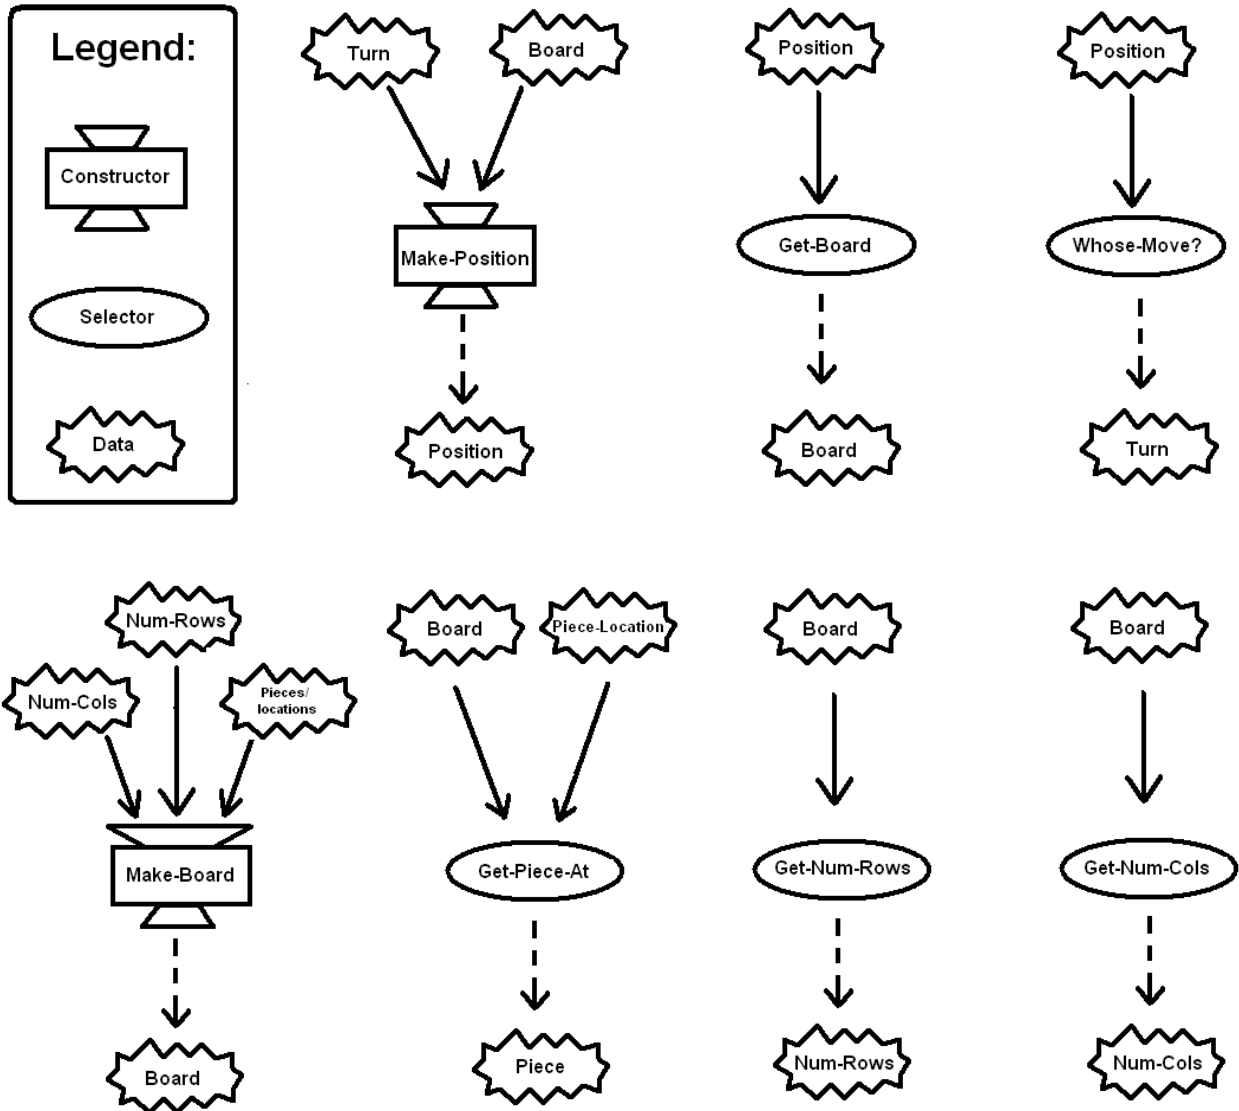 Legend:
Constructor
Selector
Data
Turn
Board
Make-Position
Position
Position
Get-Board
Board
Position
Whose-Move?
Turn
Num-Rows
Num-Cols
Pieces/
locations
Make-Board
Board
Board
Piece-Location
Get-Piece-At
Piece
Board
Get-Num-Rows
Num-Rows
Board
Get-Num-Cols
Num-Cols